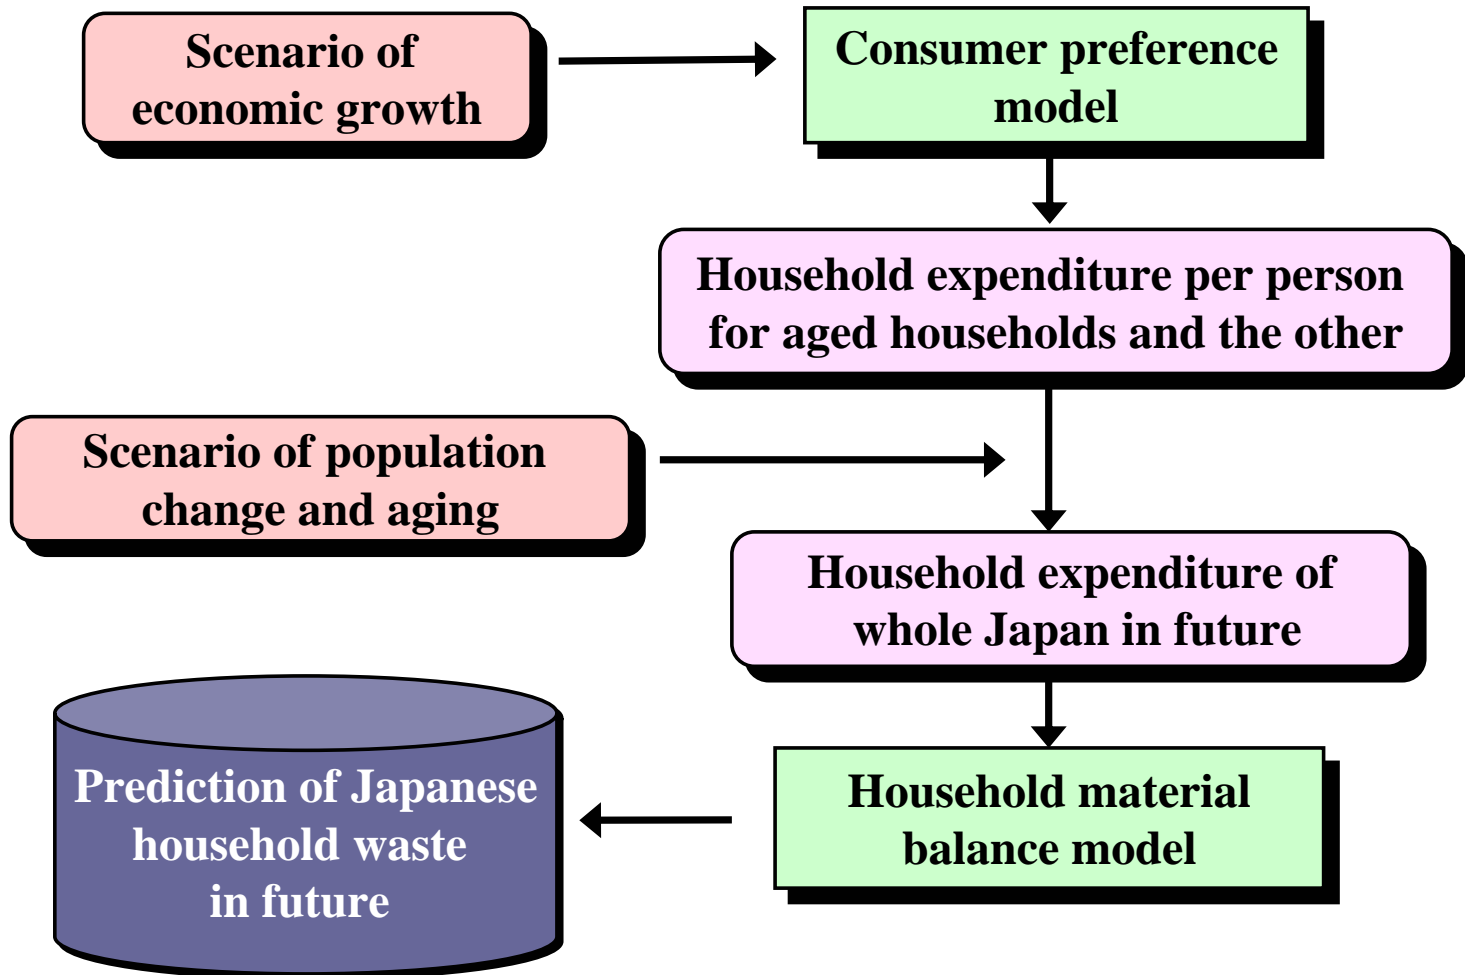 Scenario of
economic growth
Consumer preference
model
Household expenditure per person
for aged households and the other
Scenario of population
change and aging
Household expenditure of
whole Japan in future
Household material
balance model
Prediction of Japanese
household waste
in future